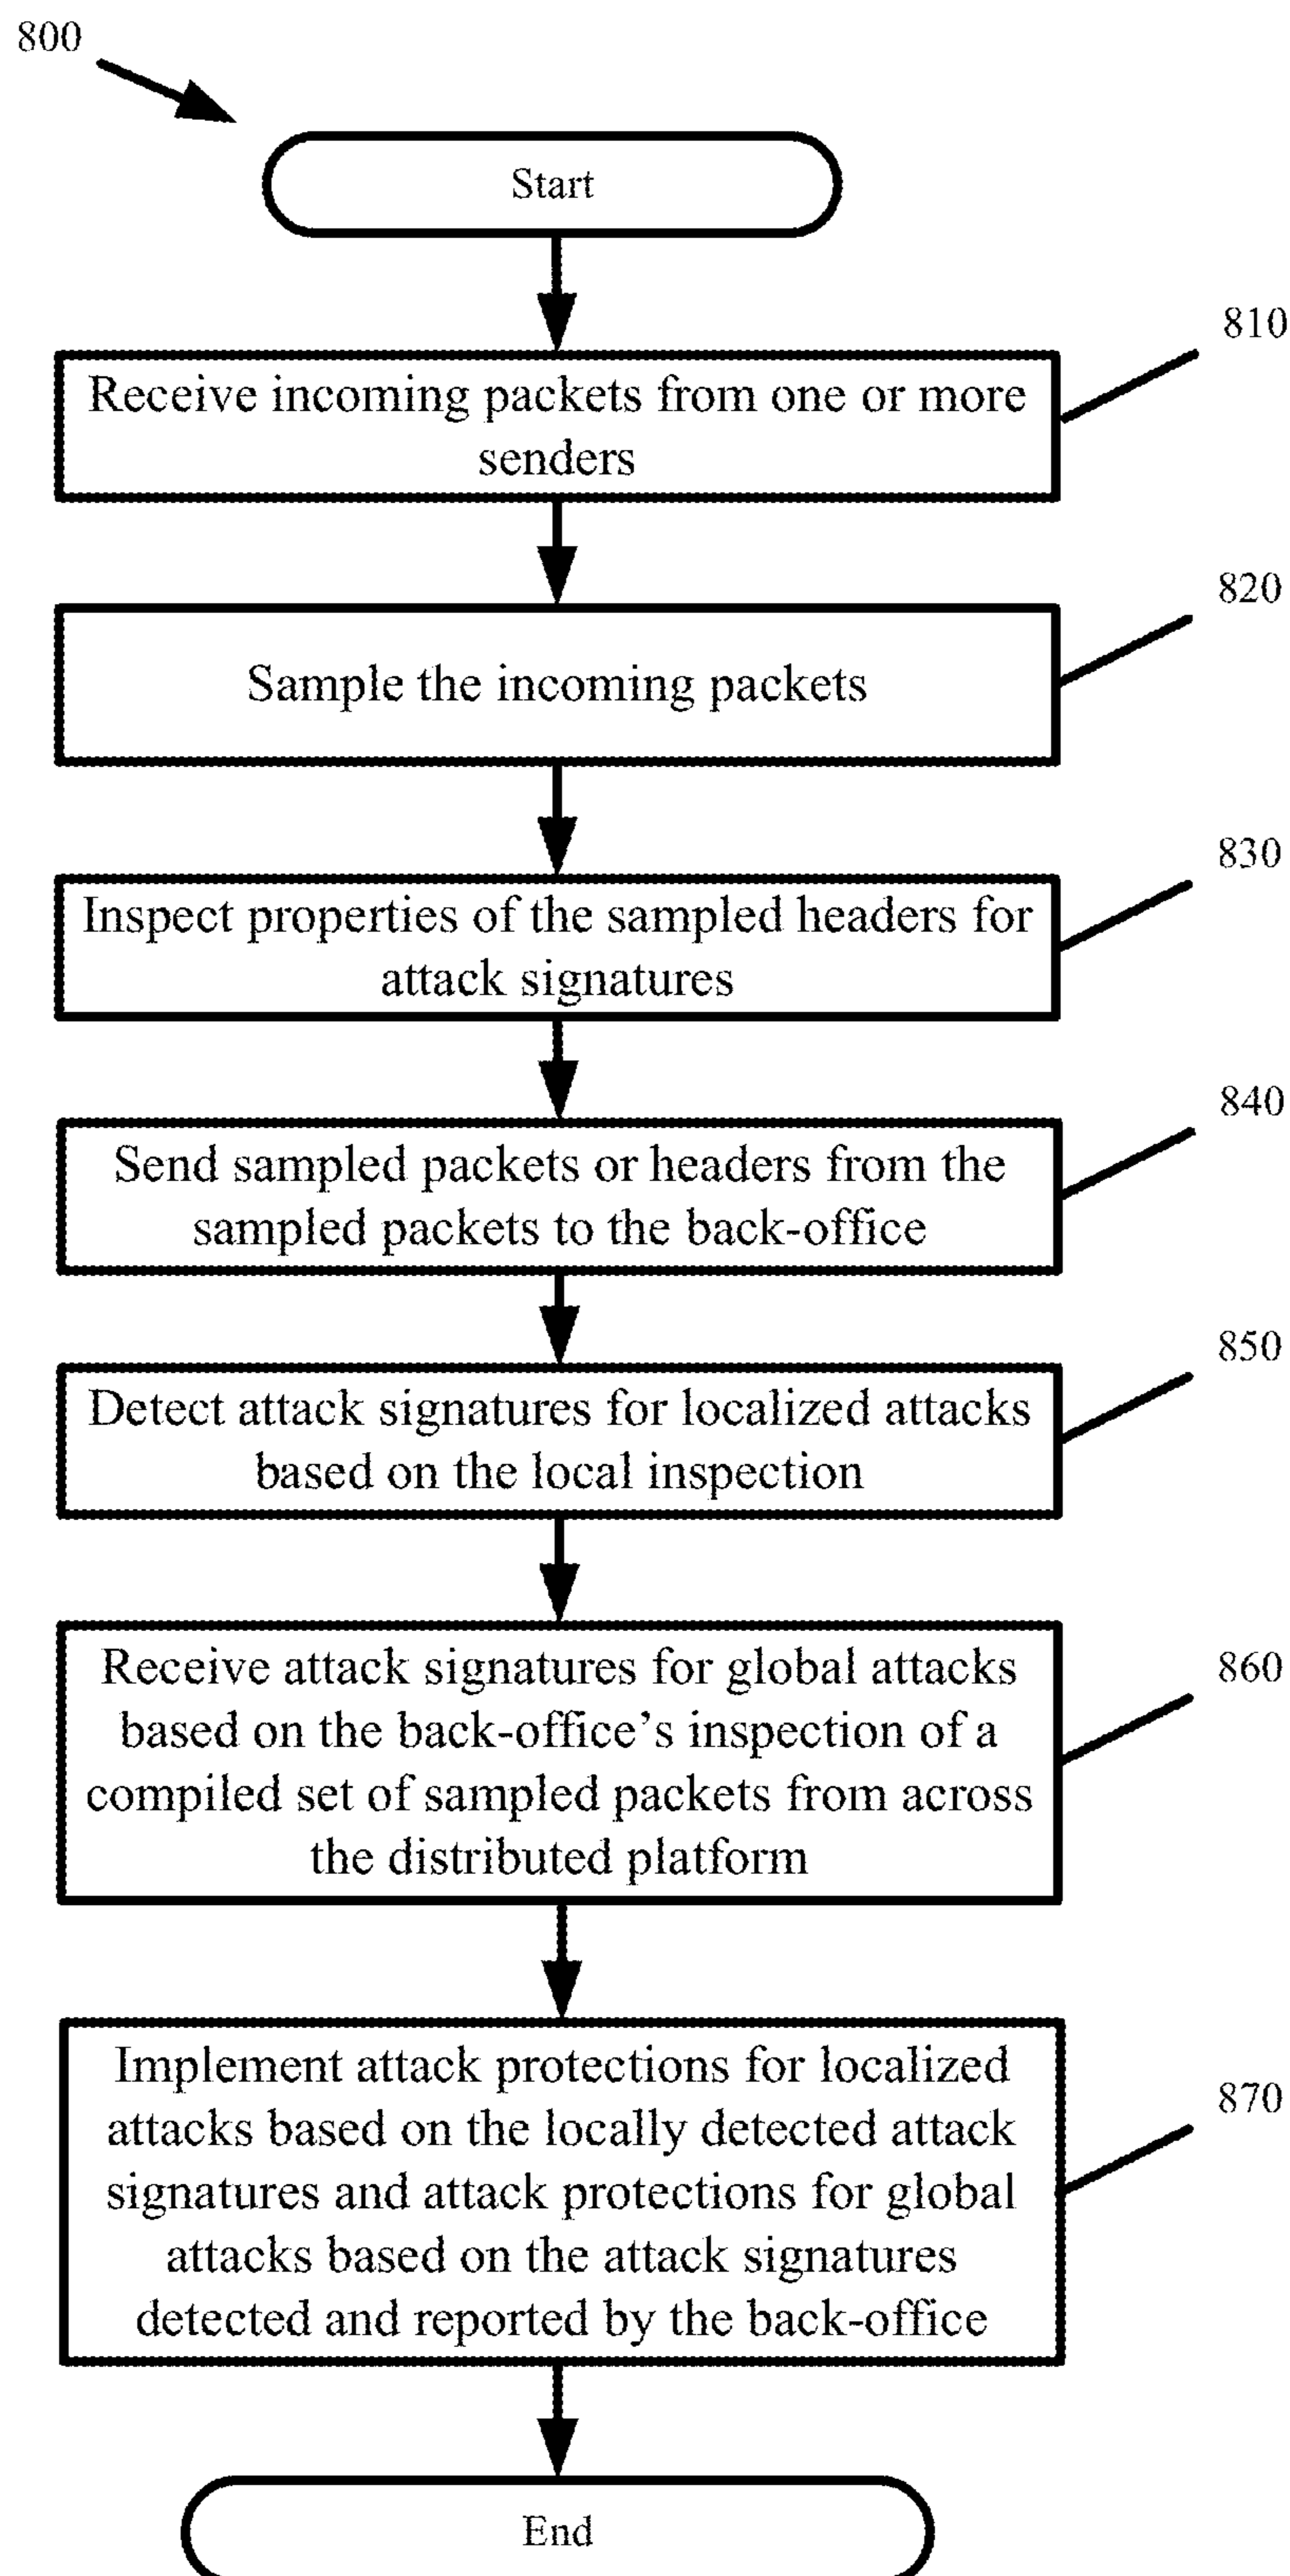 800
Start
810
Receive incoming packets from one or more
senders
820
Sample the incoming packets
830
Inspect properties of the sampled headers for
attack signatures
840
Send sampled packets or headers from the
sampled packets to the back-office
850
Detect attack signatures for localized attacks
based on the local inspection
860
Receive attack signatures for global attacks
based on the back-office's inspection of a
compiled set of sampled packets from across
the distributed platform
870
Implement attack protections for localized
attacks based on the locally detected attack
signatures and attack protections for global
attacks based on the attack signatures
detected and reported by the back-office
End